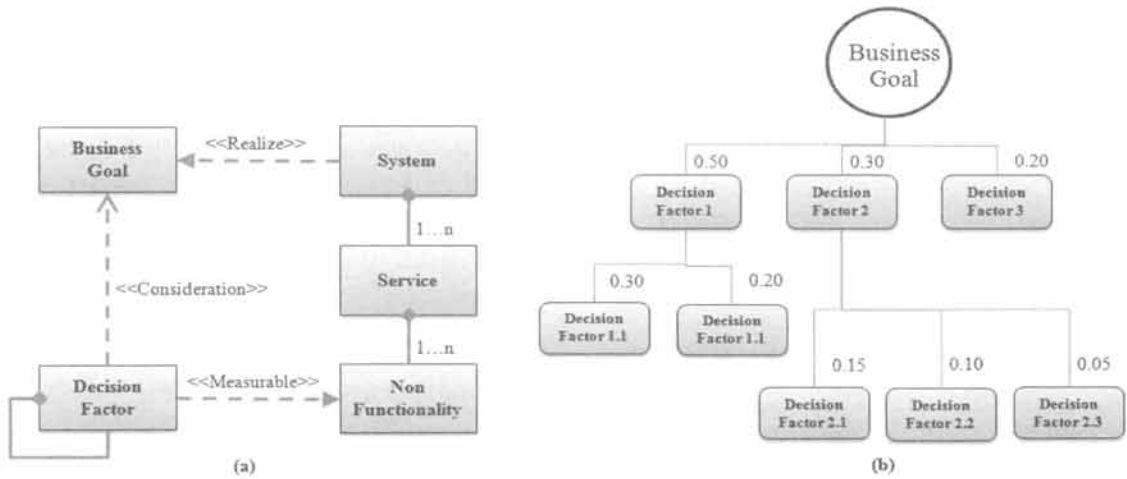 Business
Goal
<<Realize>>
System
1...n
<<Consideration>>
Service
1...n
Decision
Factor
<<Measurable>>
Non
Functionality
(a)
Business
Goal
0.50
0.30
0.20
Decision
Factor 1
Decision
Factor 2
Decision
Factor 3
0.30
0.20
Decision
Factor 1.1
Decision
Factor 1.1
0.15
0.10
0.05
Decision
Factor 2.1
Decision
Factor 2.2
Decision
Factor 2.3
(b)